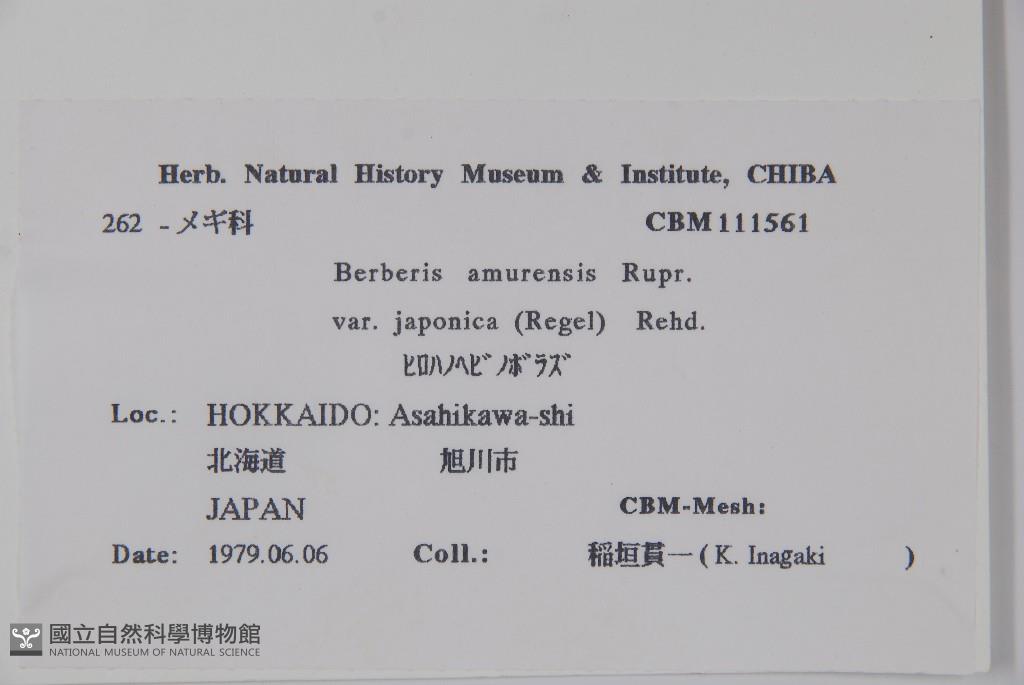 Herb. Natural History Museum & Institute, CHIBA
262 - メギ科 CBM 111561
Berberis amurensis Rupr.
var. japonica (Regel) Rehd.
ﾋﾛﾊﾉﾍﾋﾞﾉﾎﾞﾗズ
Loc.: HOKKAIDO: Asahikawa-shi
北海道 旭川市
JAPAN CBM-Mesh:
Date: 1979.06.06 Coll.: 稲垣貫一 ( K. Inagaki )
國立自然科學博物館
NATIONAL MUSEUM OF NATURAL SCIENCE